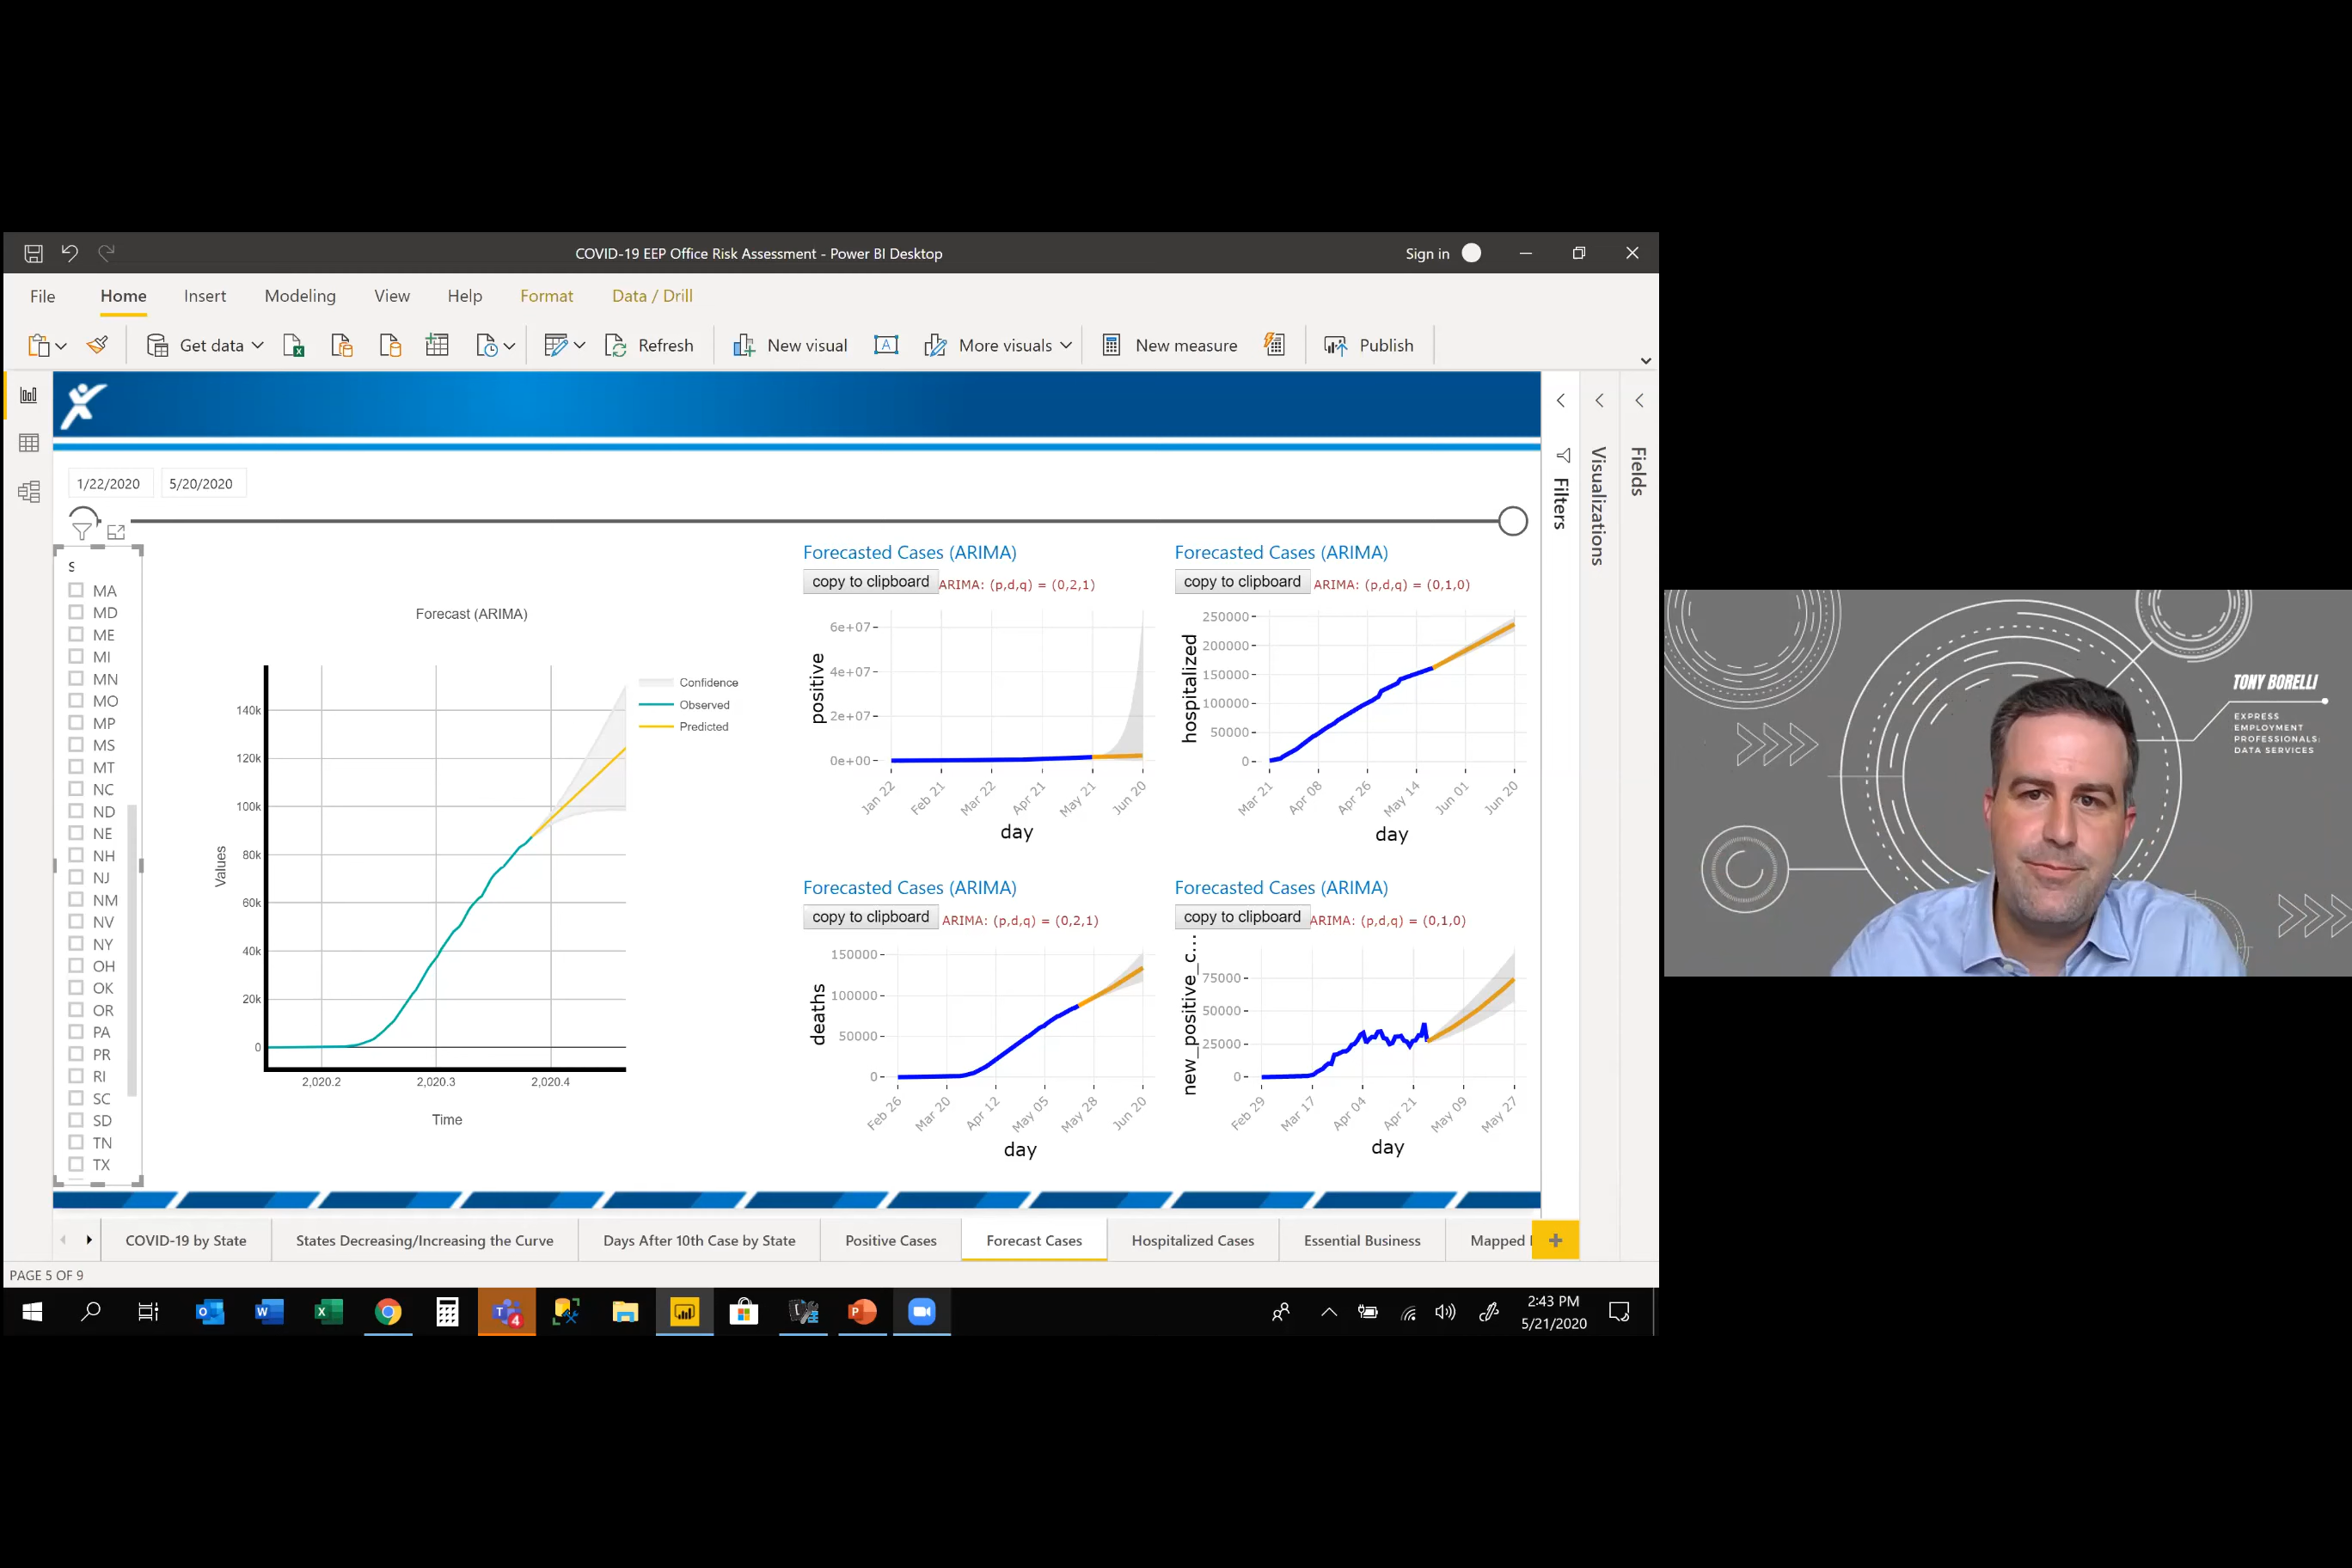 COVID-19 EEP Office Risk Assessment - Power BI Desktop
Sign in
File Home Insert Modeling View Help Format Data / Drill
Get data Refresh New visual More visuals New measure Publish
1/22/2020 5/20/2020
S
MA
MD
ME
MI
MN
MO
MP
MS
MT
NC
ND
NE
NH
NJ
NM
NV
NY
OH
OK
OR
PA
PR
RI
SC
SD
TN
TX
Forecast (ARIMA)
Confidence
Observed
Predicted
Values
140k
120k
100k
80k
60k
40k
20k
0
2,020.2 2,020.3 2,020.4
Time
Forecasted Cases (ARIMA)
copy to clipboard ARIMA: (p,d,q) = (0,2,1)
positive
6e+07
4e+07
2e+07
0e+00
Jan 22 Feb 21 Mar 22 Apr 21 May 21 Jun 20
day
Forecasted Cases (ARIMA)
copy to clipboard ARIMA: (p,d,q) = (0,1,0)
hospitalized
250000
200000
150000
100000
50000
0
Mar 21 Apr 08 Apr 26 May 14 Jun 01 Jun 20
day
Forecasted Cases (ARIMA)
copy to clipboard ARIMA: (p,d,q) = (0,2,1)
deaths
150000
100000
50000
0
Feb 26 Mar 20 Apr 12 May 05 May 28 Jun 20
day
Forecasted Cases (ARIMA)
copy to clipboard ARIMA: (p,d,q) = (0,1,0)
new_positive_c...
75000
50000
25000
0
Feb 29 Mar 17 Apr 04 Apr 21 May 09 May 27
day
Filters
Visualizations
Fields
COVID-19 by State States Decreasing/Increasing the Curve Days After 10th Case by State Positive Cases Forecast Cases Hospitalized Cases Essential Business Mapped
PAGE 5 OF 9
4
2:43 PM
5/21/2020
TONY BORELLI
EXPRESS
EMPLOYMENT
PROFESSIONALS:
DATA SERVICES